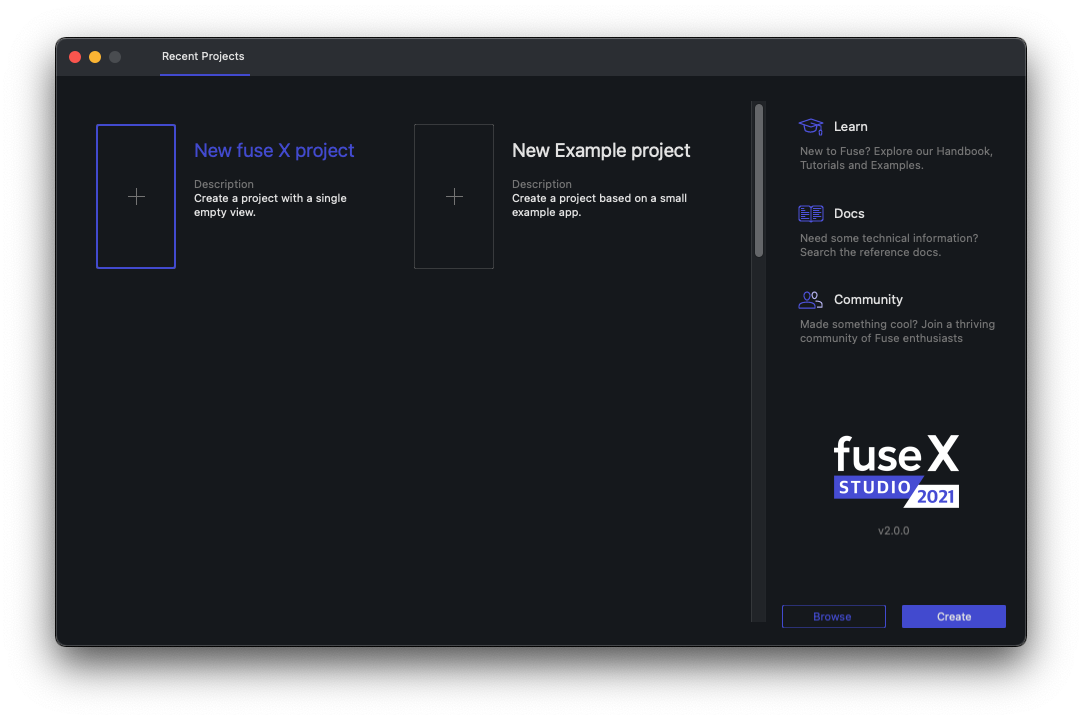 Recent Projects
New fuse X project
Description
Create a project with a single
empty view.
New Example project
Description
Create a project based on a small
example app.
Learn
New to Fuse? Explore our Handbook,
Tutorials and Examples.
Docs
Need some technical information?
Search the reference docs.
Community
Made something cool? Join a thriving
community of Fuse enthusiasts
fuse X
STUDIO
2021
v2.0.0
Browse
Create